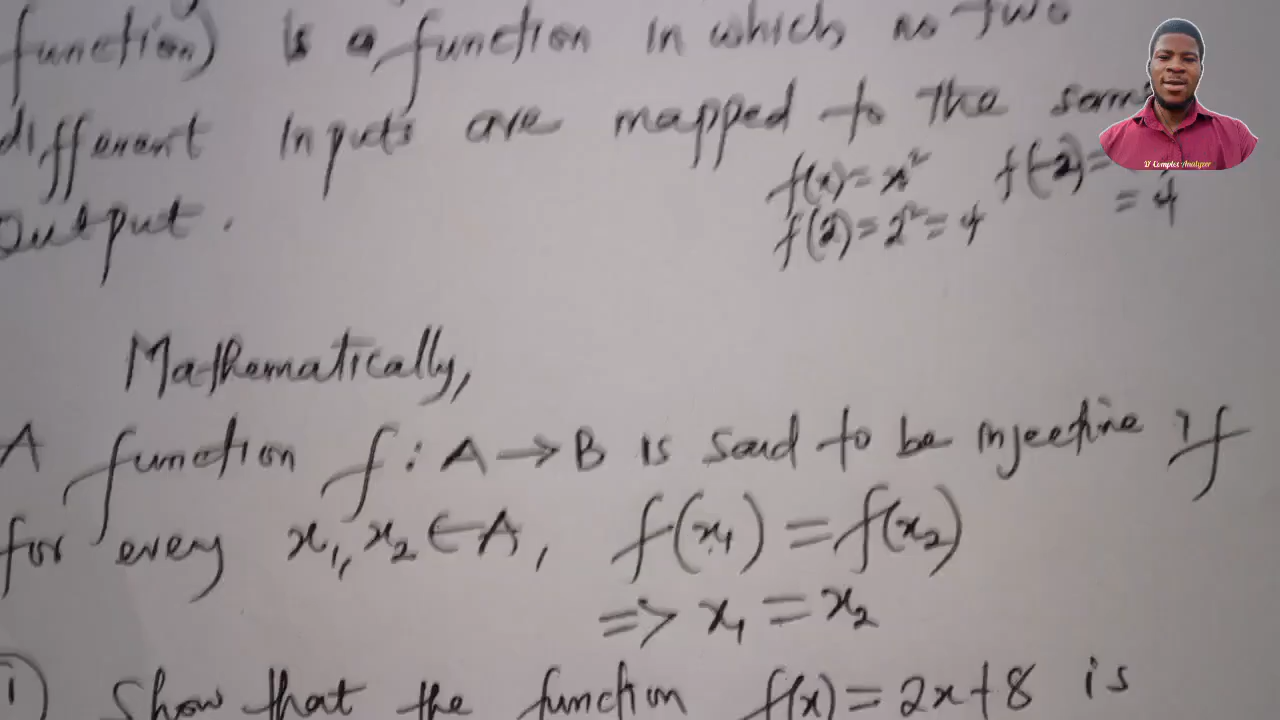 function) is a function in which no two
different Inputs are mapped to the same
output.
f(x) = x² f(-2) =
f(2) = 2² = 4 = 4
Mathematically,
A function f: A → B is said to be injective if
for every x₁, x₂ ∈ A, f(x₁) = f(x₂)
=> x₁ = x₂
i) Show that the function f(x) = 2x+8 is